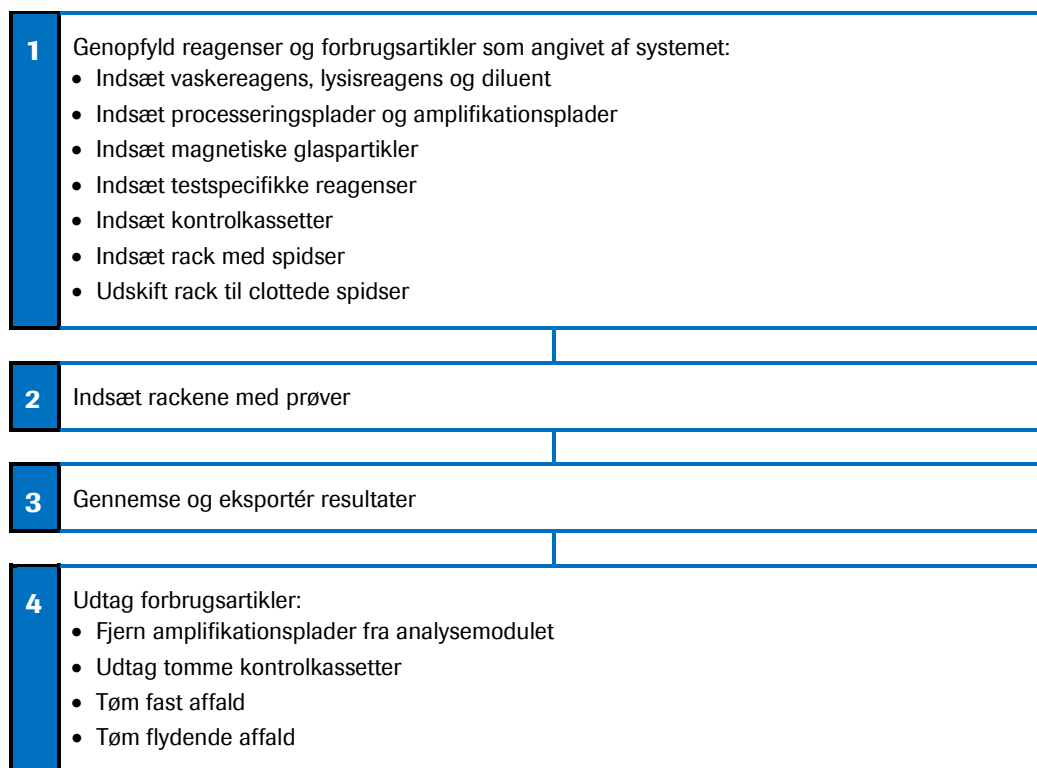 1
Genopfyld reagenser og forbrugsartikler som angivet af systemet:
• Indsæt vaskereagens, lysisreagens og diluent
• Indsæt processeringsplader og amplifikationsplader
• Indsæt magnetiske glaspartikler
• Indsæt testspecifikke reagenser
• Indsæt kontrolkassetter
• Indsæt rack med spidser
• Udskift rack til clottede spidser
2
Indsæt rackene med prøver
3
Gennemse og eksportér resultater
4
Udtag forbrugsartikler:
• Fjern amplifikationsplader fra analysemodulet
• Udtag tomme kontrolkassetter
• Tøm fast affald
• Tøm flydende affald